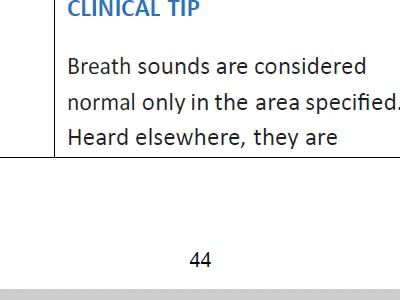 CLINICAL TIP
Breath sounds are considered
normal only in the area specified.
Heard elsewhere, they are
44